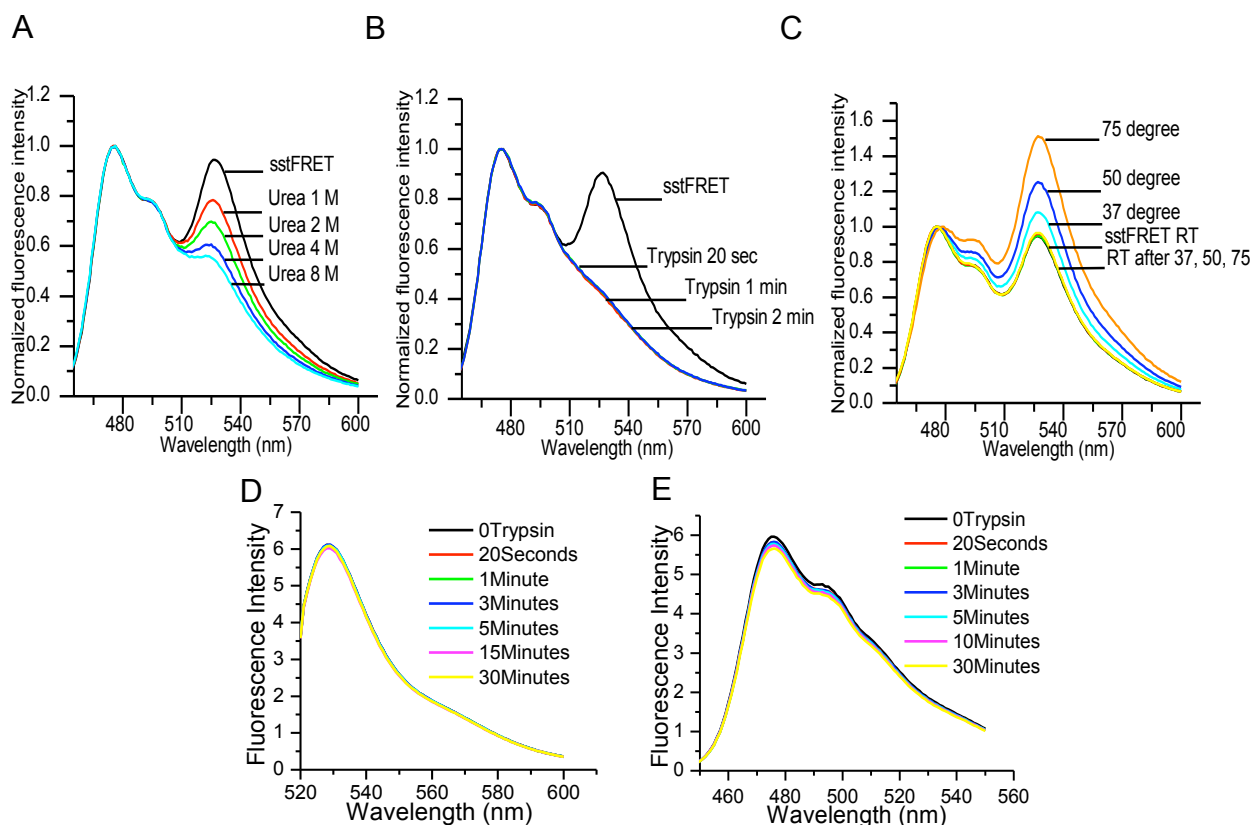 A
Normalized fluorescence intensity
1.2
1.0
0.8
0.6
0.4
0.2
0.0
sstFRET
Urea 1 M
Urea 2 M
Urea 4 M
Urea 8 M
480 510 540 570 600
Wavelength (nm)
B
Normalized fluorescence intensity
1.2
1.0
0.8
0.6
0.4
0.2
0.0
sstFRET
Trypsin 20 sec
Trypsin 1 min
Trypsin 2 min
480 510 540 570 600
Wavelength (nm)
C
Normalized fluorescence intensity
1.6
1.4
1.2
1.0
0.8
0.6
0.4
0.2
0.0
75 degree
50 degree
37 degree
sstFRET RT
RT after 37, 50, 75
480 510 540 570 600
Wavelength (nm)
D
Fluorescence Intensity
7
6
5
4
3
2
1
0
0Trypsin
20Seconds
1Minute
3Minutes
5Minutes
15Minutes
30Minutes
520 540 560 580 600
Wavelength (nm)
E
Fluorescence Intensity
6
5
4
3
2
1
0
0Trypsin
20Seconds
1Minute
3Minutes
5Minutes
10Minutes
30Minutes
460 480 500 520 540 560
Wavelength (nm)